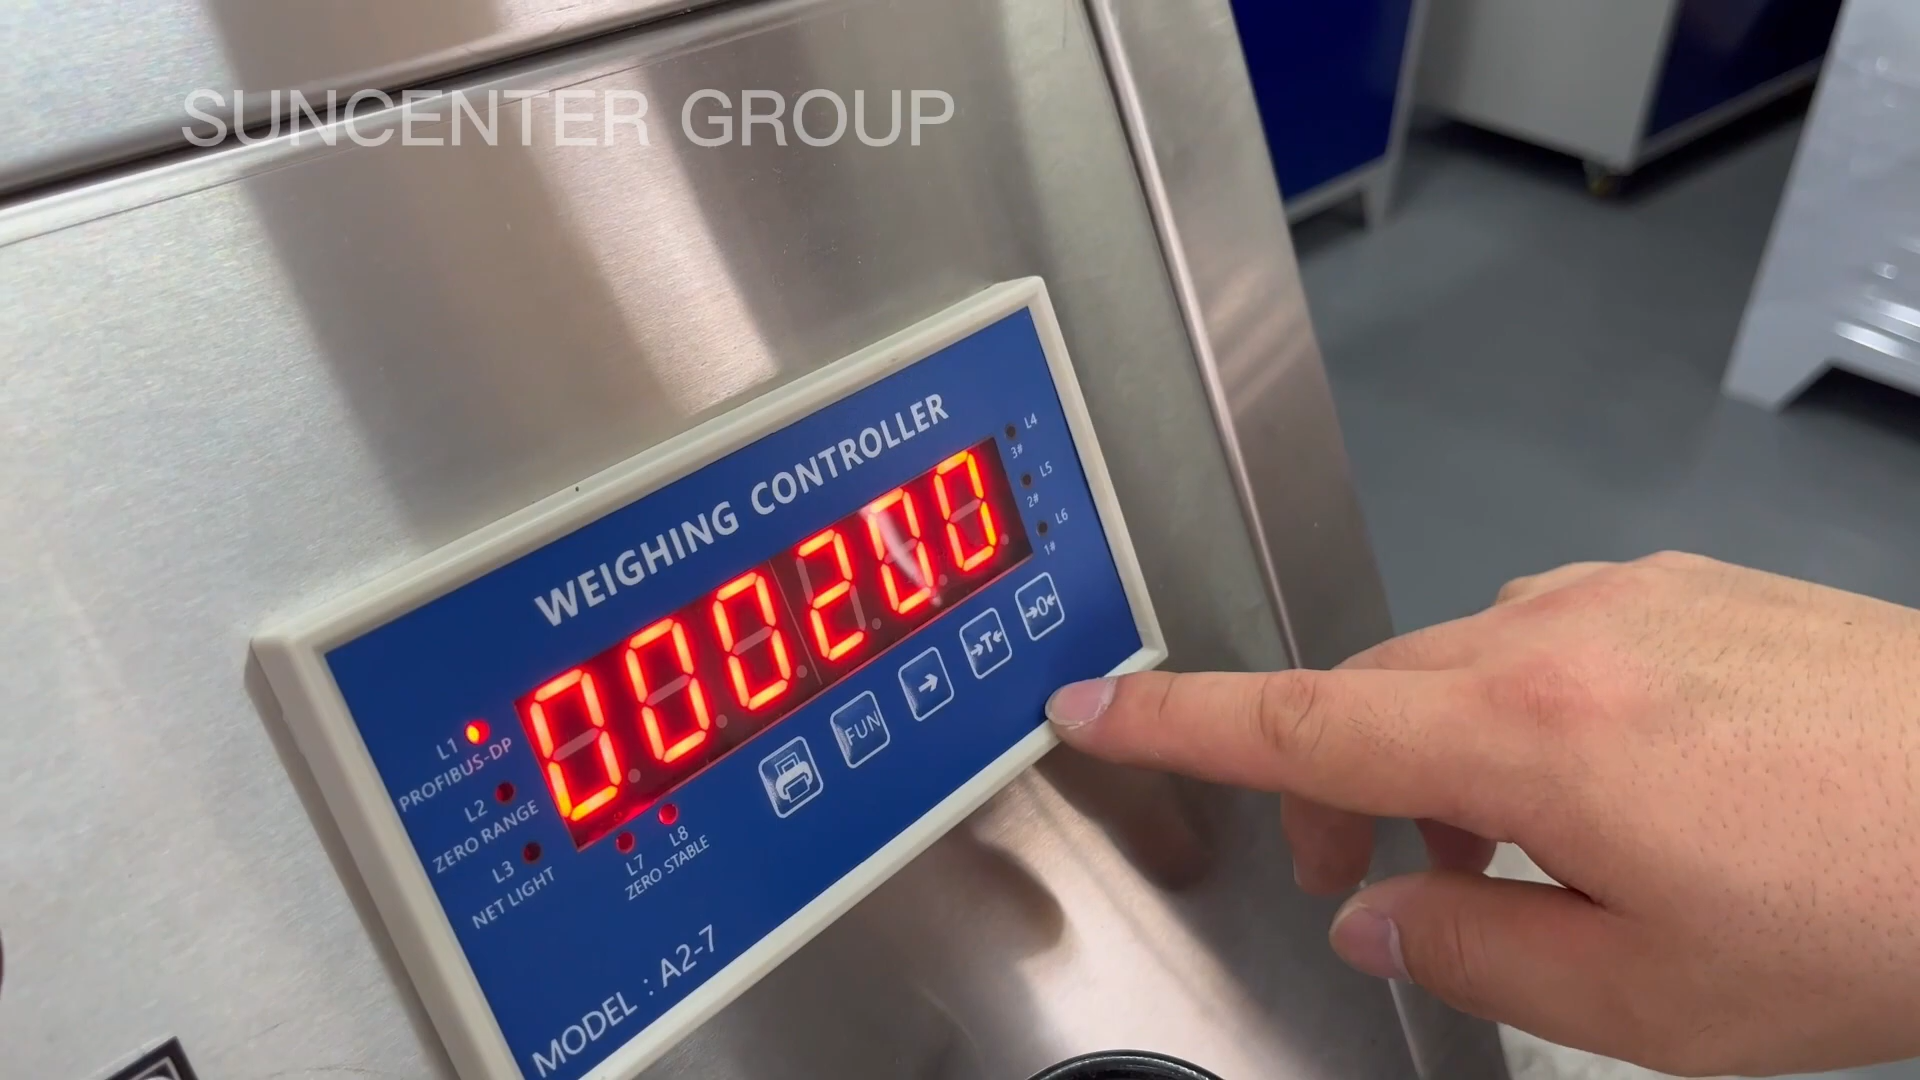 SUNCENTER GROUP
WEIGHING CONTROLLER
000200
L4
3#
L5
2#
L6
1#
L1
PROFIBUS-DP
L2
ZERO RANGE
L3
NET LIGHT
L7
L8
ZERO STABLE
FUN
→
→T←
→0←
MODEL : A2-7